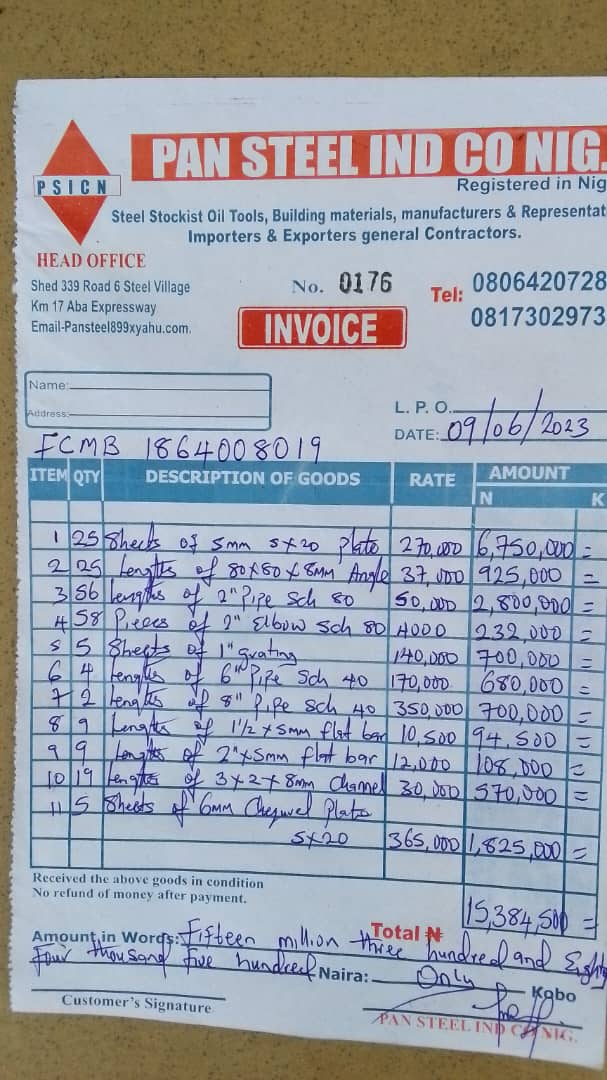 PSICN
PAN STEEL IND CO NIG.
Registered in Nig
Steel Stockist Oil Tools, Building materials, manufacturers & Representat
Importers & Exporters general Contractors.
HEAD OFFICE
Shed 339 Road 6 Steel Village
Km 17 Aba Expressway
Email-Pansteel899xyahu.com.
No. 0176
INVOICE
Tel: 0806420728
0817302973
Name:
Address:
L. P. O.
DATE: 09/06/2023
FCMB 1864008019
ITEM QTY DESCRIPTION OF GOODS RATE AMOUNT
N K
1 25 Sheets of 5mm 5x20 Plate 270,000 6,750,000 =
2 25 Lengths of 80x80x8mm Angle 37,000 925,000 =
3 56 Lengths of 2" Pipe Sch 80 50,000 2,800,000 =
4 58 Pieces of 2" Elbow Sch 80 4000 232,000 =
5 5 Sheets of 1" grating 140,000 700,000 =
6 4 Lengths of 6" Pipe Sch 40 170,000 680,000 =
7 2 Lengths of 8" Pipe Sch 40 350,000 700,000 =
8 9 Lengths of 1 1/2 x 5mm flat bar 10,500 94,500 =
9 9 Lengths of 2"x5mm flat bar 12,000 108,000 =
10 19 Lengths of 3x2x8mm Channel 30,000 570,000 =
11 5 Sheets of 6mm Plate
5x20 365,000 1,825,000 =
Received the above goods in condition
No refund of money after payment.
Total ₦ 15,384,500 =
Amount in Words: Fifteen million three hundred and Eighty
Four thousand five hundred Naira: Only Kobo
Customer's Signature
PAN STEEL IND CO NIG.